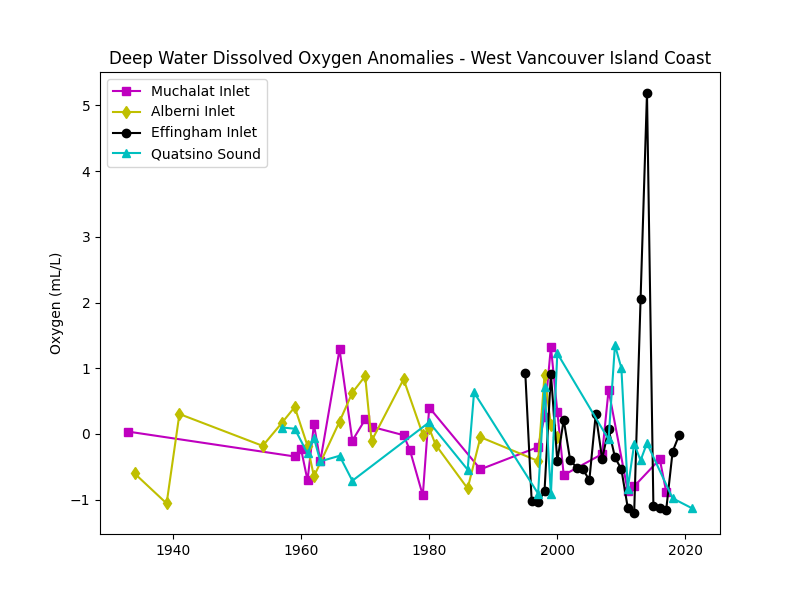 Deep Water Dissolved Oxygen Anomalies - West Vancouver Island Coast
Muchalat Inlet
Alberni Inlet
Effingham Inlet
Quatsino Sound
Oxygen (mL/L)
5
4
3
2
1
0
−1
1940 1960 1980 2000 2020